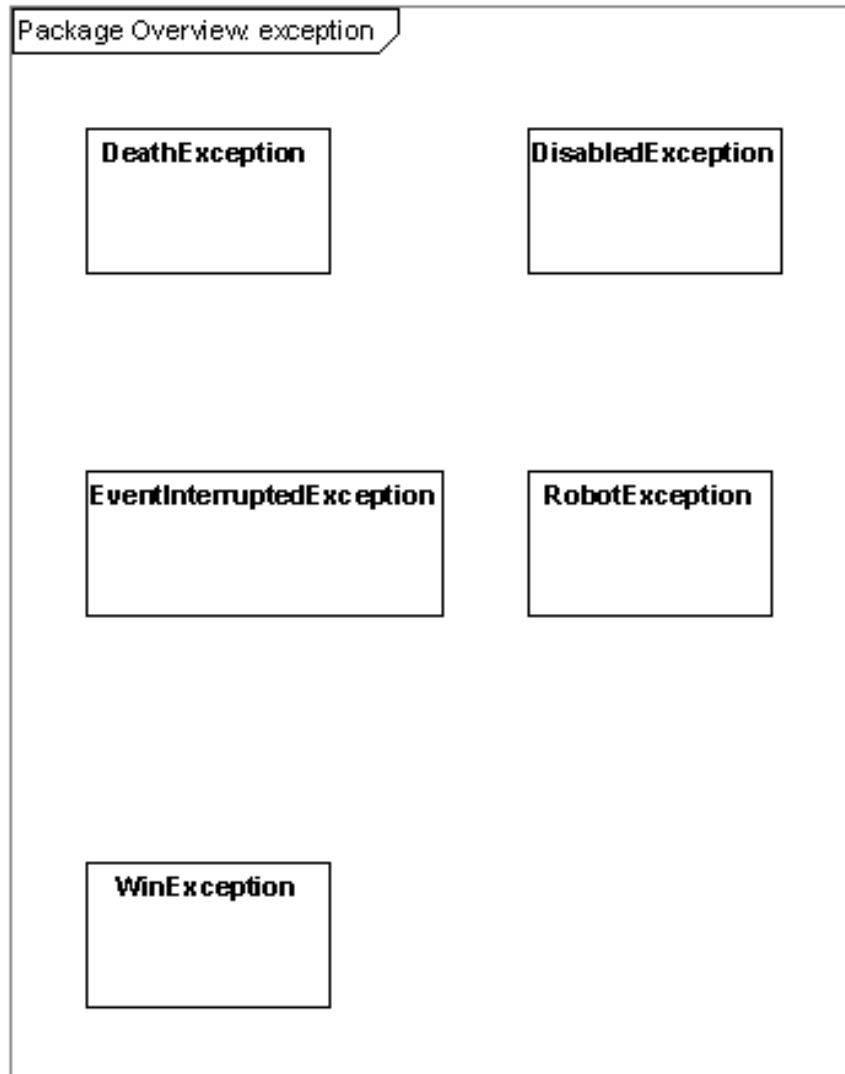 Package Overview: exception
DeathException
DisabledException
EventInterruptedException
RobotException
WinException